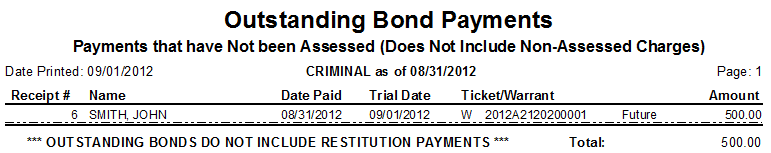 Outstanding Bond Payments
Payments that have Not been Assessed (Does Not Include Non-Assessed Charges)
Date Printed: 09/01/2012 CRIMINAL as of 08/31/2012 Page: 1
Receipt # Name Date Paid Trial Date Ticket/Warrant Amount
6 SMITH, JOHN 08/31/2012 09/01/2012 W 2012A2120200001 Future 500.00
*** OUTSTANDING BONDS DO NOT INCLUDE RESTITUTION PAYMENTS *** Total: 500.00